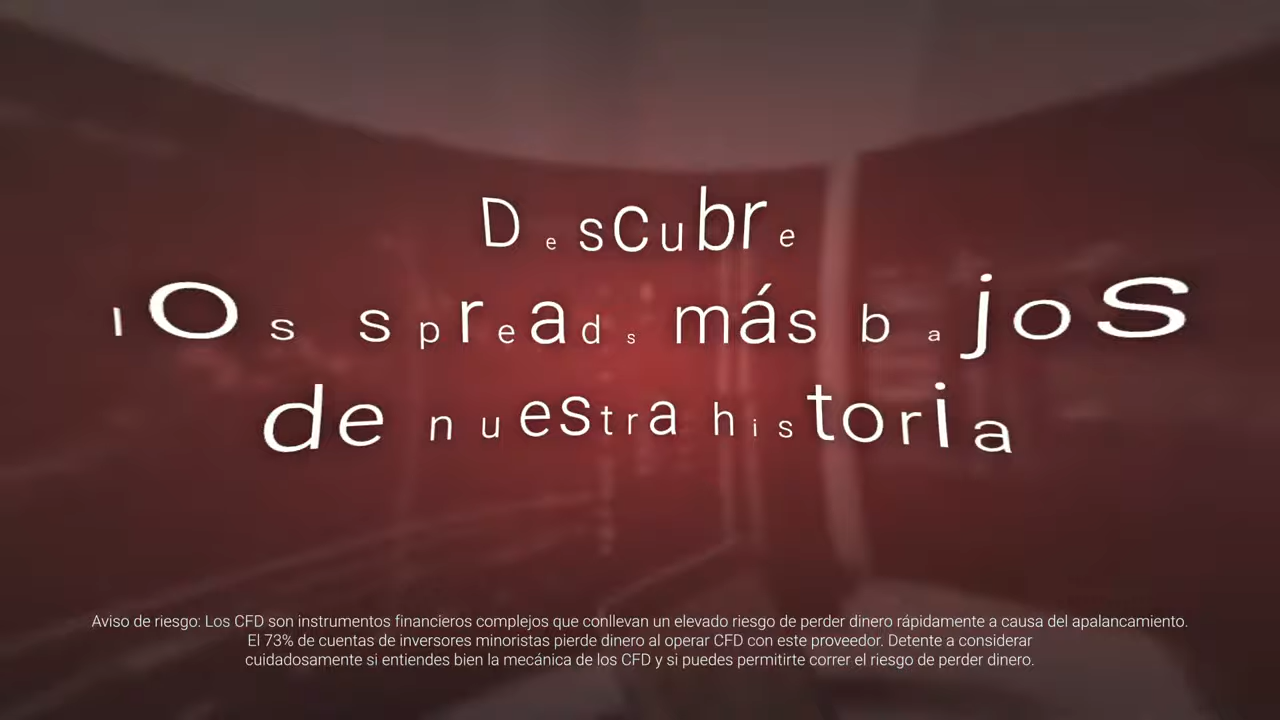 Descubre
los spreads más bajos
de nuestra historia
Aviso de riesgo: Los CFD son instrumentos financieros complejos que conllevan un elevado riesgo de perder dinero rápidamente a causa del apalancamiento.
El 73% de cuentas de inversores minoristas pierde dinero al operar CFD con este proveedor. Detente a considerar
cuidadosamente si entiendes bien la mecánica de los CFD y si puedes permitirte correr el riesgo de perder dinero.